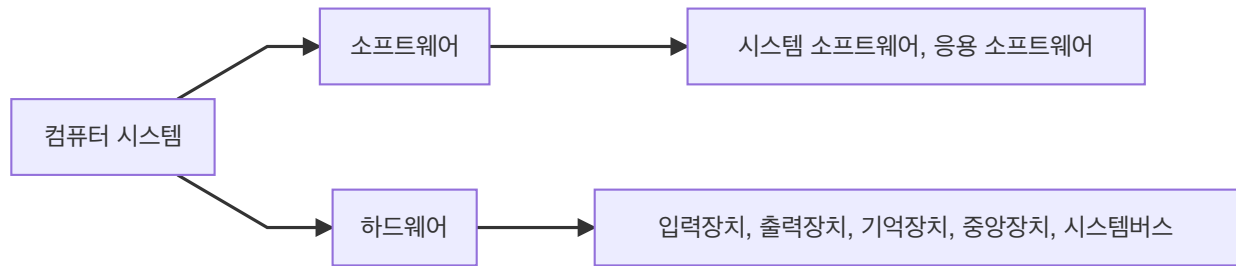 소프트웨어
시스템 소프트웨어, 응용 소프트웨어
컴퓨터 시스템
하드웨어
입력장치, 출력장치, 기억장치, 중앙장치, 시스템버스